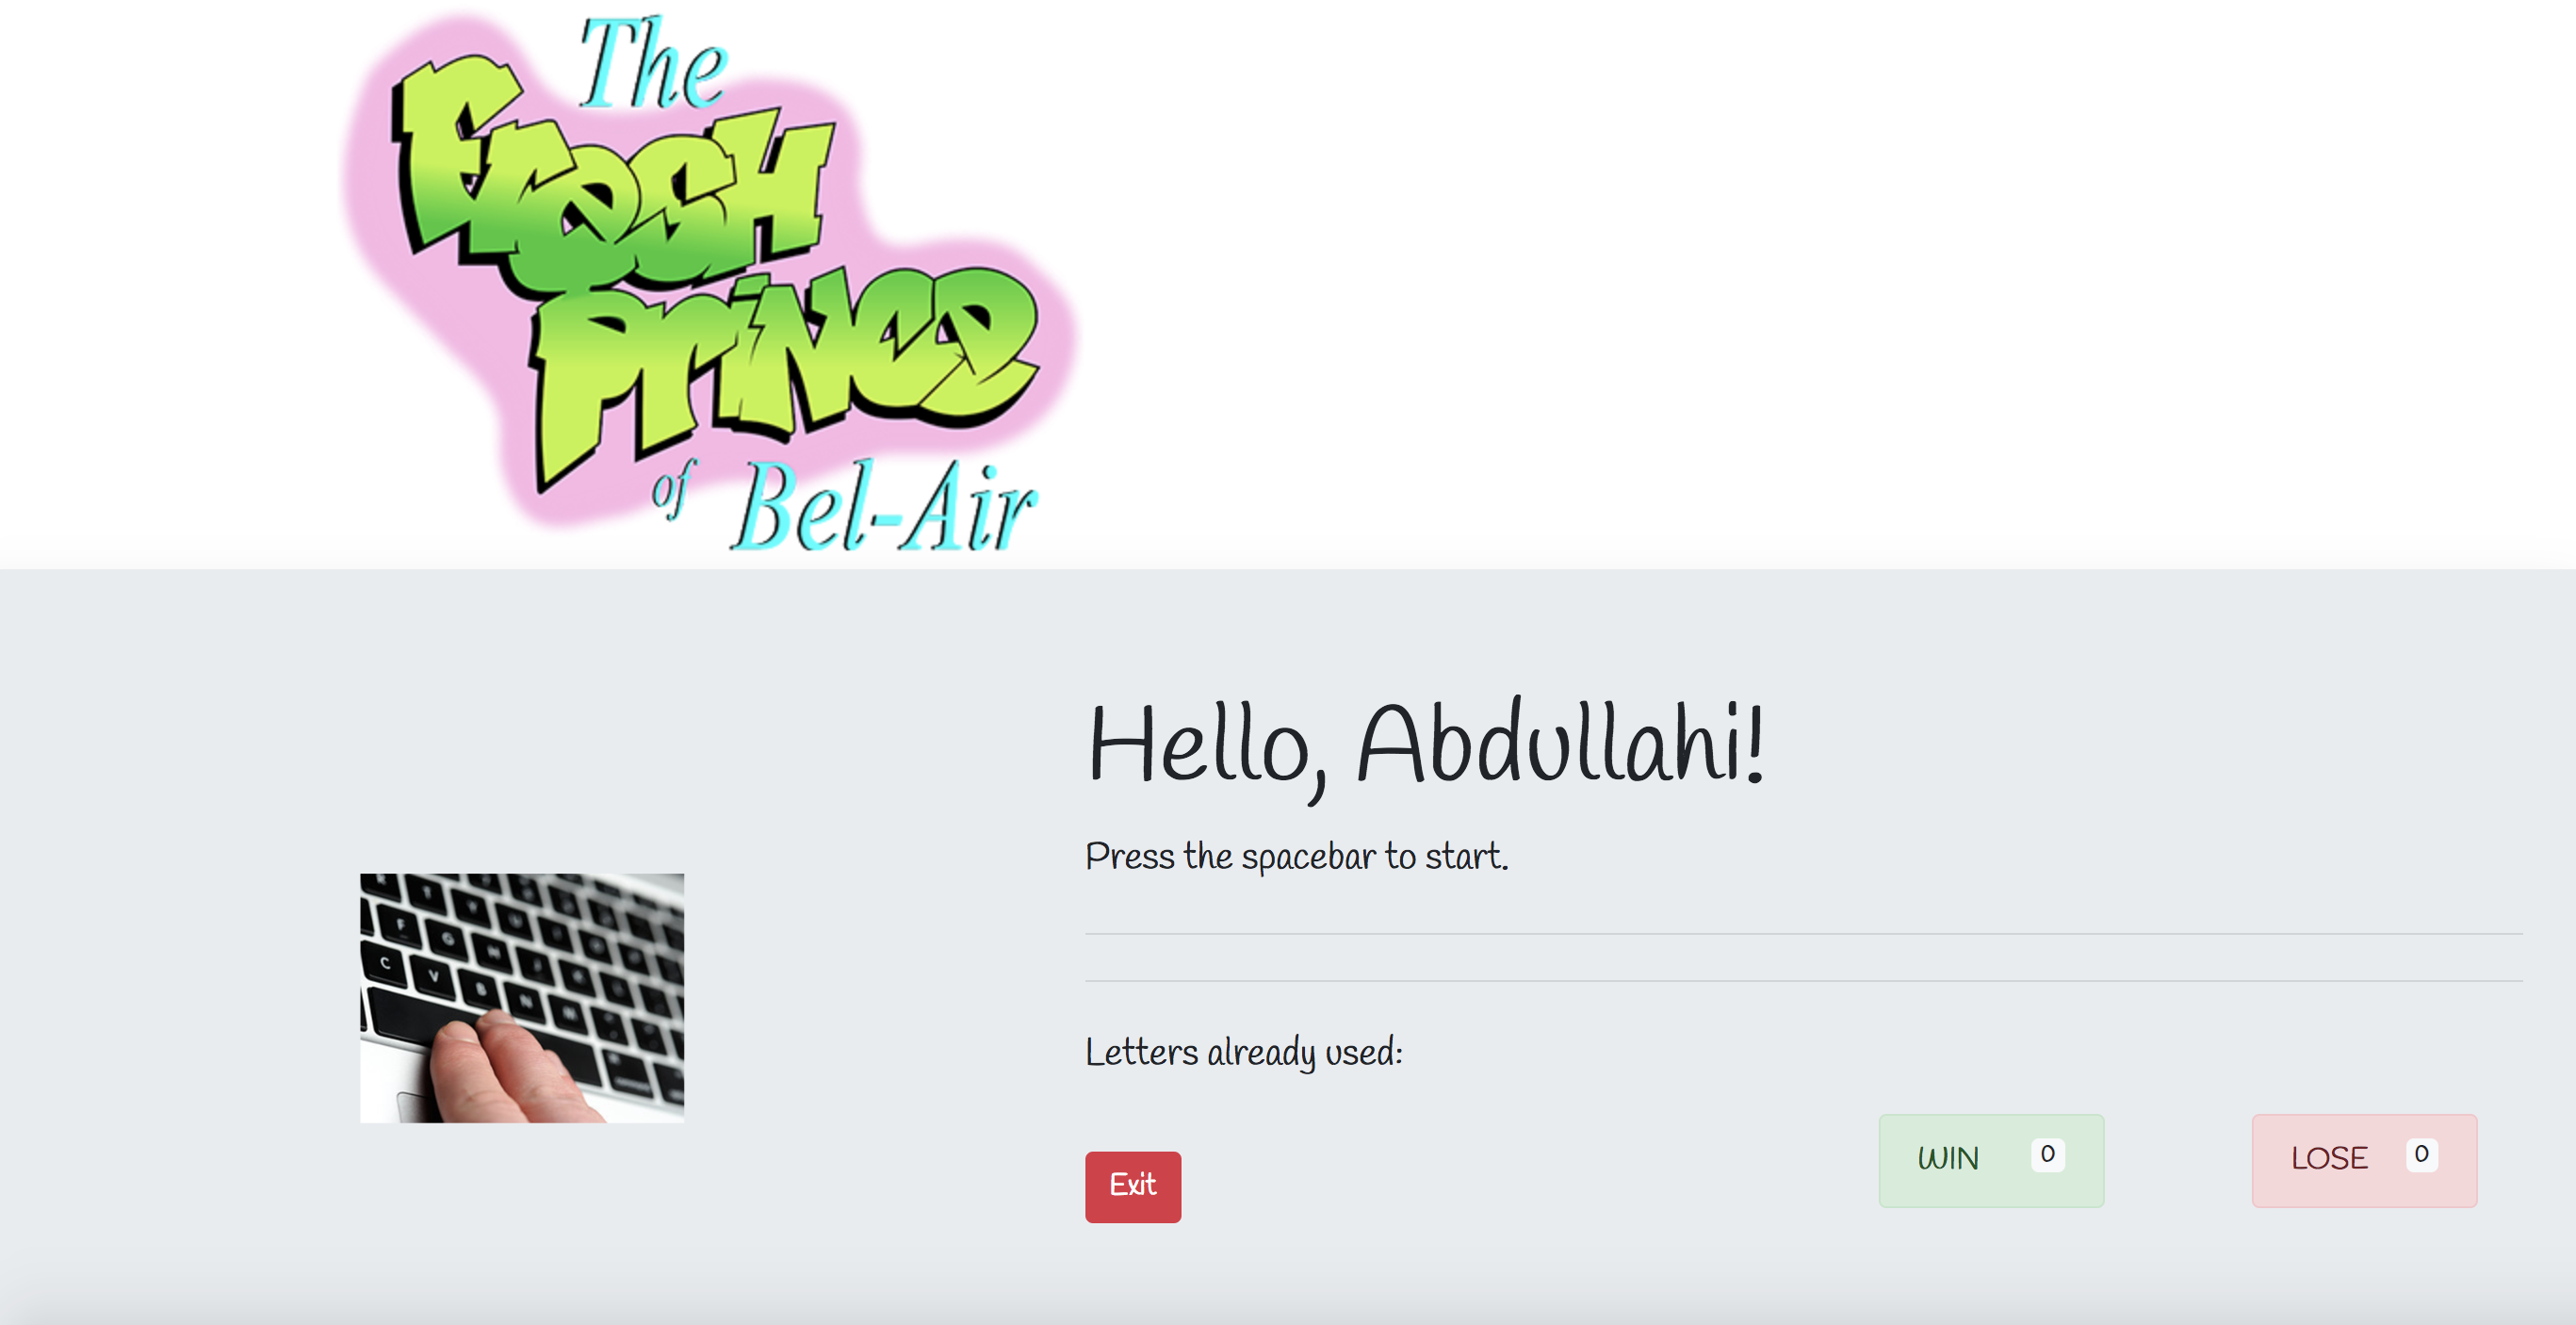 The
Fresh
Prince
of Bel-Air
Hello, Abdullahi!
Press the spacebar to start.
F
G
H
C
V
B
N
M
Letters already used:
WIN 0
LOSE 0
Exit